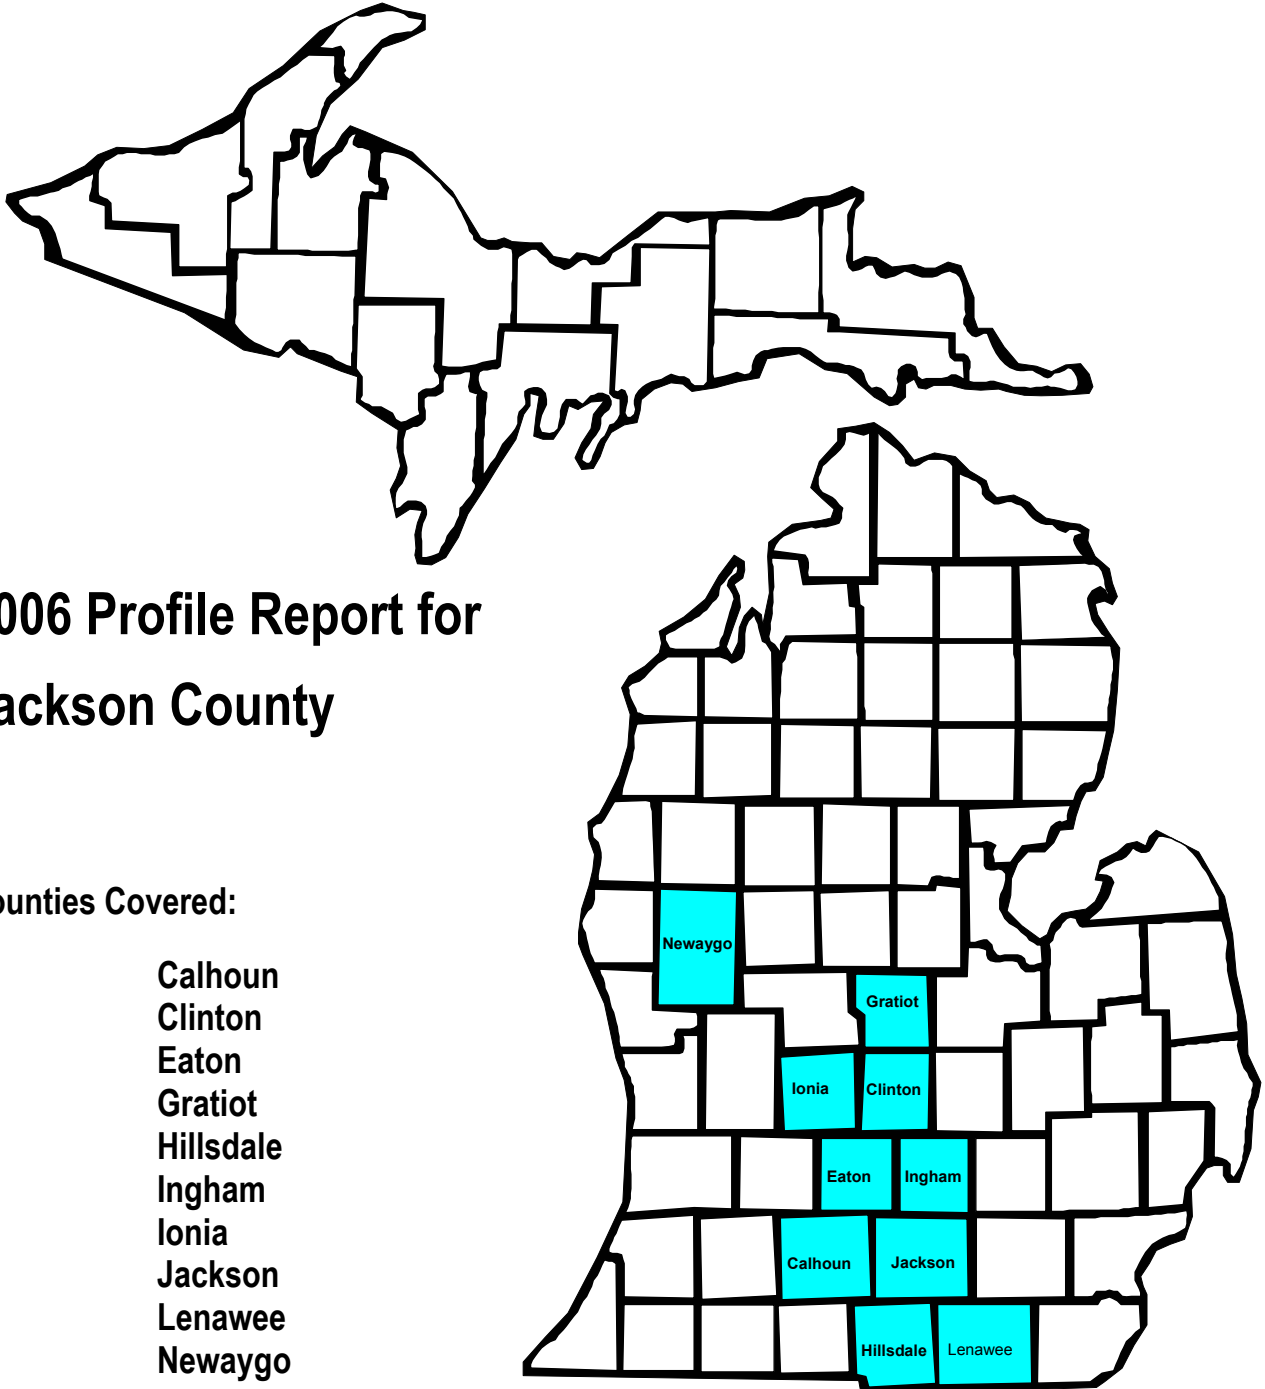 006 Profile Report for
ackson County
ounties Covered:
Calhoun
Clinton
Eaton
Gratiot
Hillsdale
Ingham
Ionia
Jackson
Lenawee
Newaygo
Newaygo
Gratiot
Ionia
Clinton
Eaton
Ingham
Calhoun
Jackson
Hillsdale
Lenawee